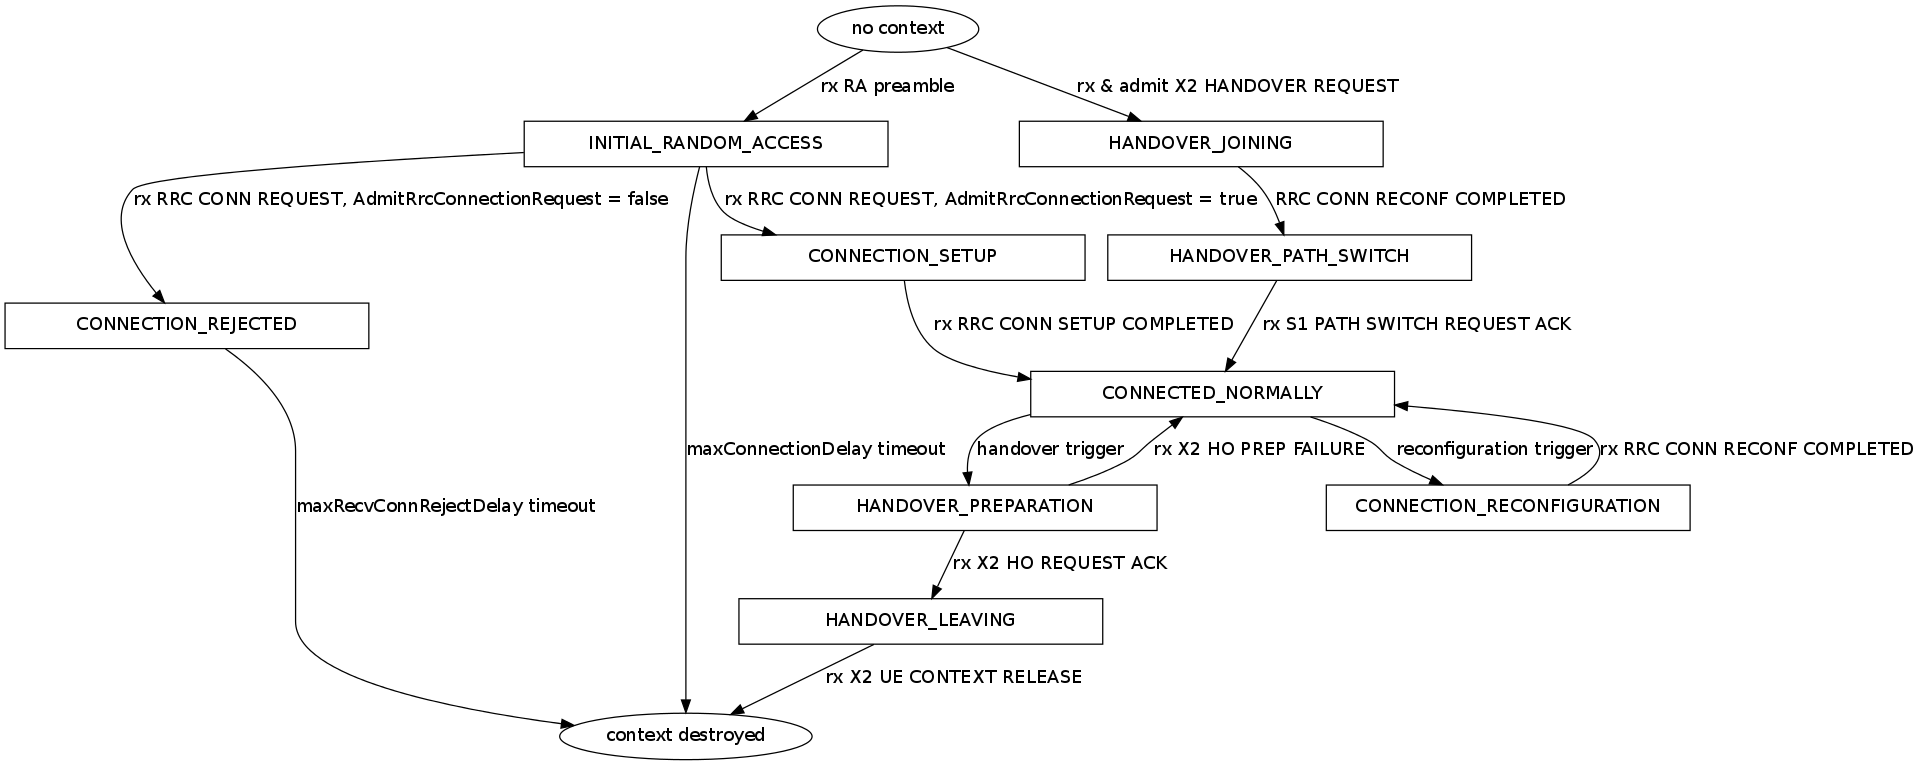 no context
rx RA preamble
rx & admit X2 HANDOVER REQUEST
INITIAL_RANDOM_ACCESS
HANDOVER_JOINING
rx RRC CONN REQUEST, AdmitRrcConnectionRequest = false
rx RRC CONN REQUEST, AdmitRrcConnectionRequest = true
RRC CONN RECONF COMPLETED
CONNECTION_SETUP
HANDOVER_PATH_SWITCH
CONNECTION_REJECTED
rx RRC CONN SETUP COMPLETED
rx S1 PATH SWITCH REQUEST ACK
CONNECTED_NORMALLY
maxConnectionDelay timeout
handover trigger
rx X2 HO PREP FAILURE
reconfiguration trigger
rx RRC CONN RECONF COMPLETED
maxRecvConnRejectDelay timeout
HANDOVER_PREPARATION
CONNECTION_RECONFIGURATION
rx X2 HO REQUEST ACK
HANDOVER_LEAVING
rx X2 UE CONTEXT RELEASE
context destroyed